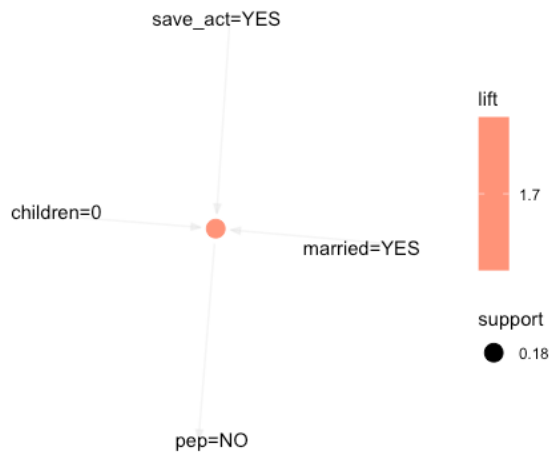 save_act=YES
children=0
married=YES
pep=NO
lift
1.7
support
0.18